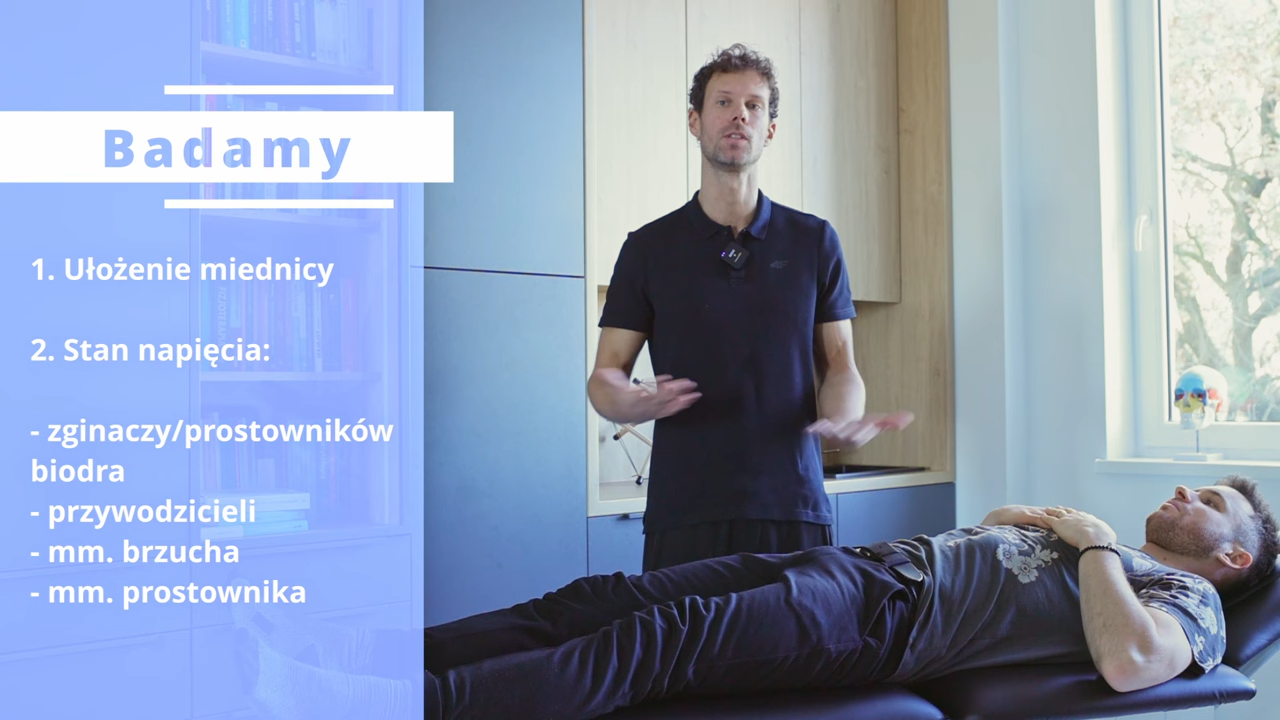 Badamy
1. Ułożenie miednicy
2. Stan napięcia:
- zginaczy/prostowników
biodra
- przywodzicieli
- mm. brzucha
- mm. prostownika